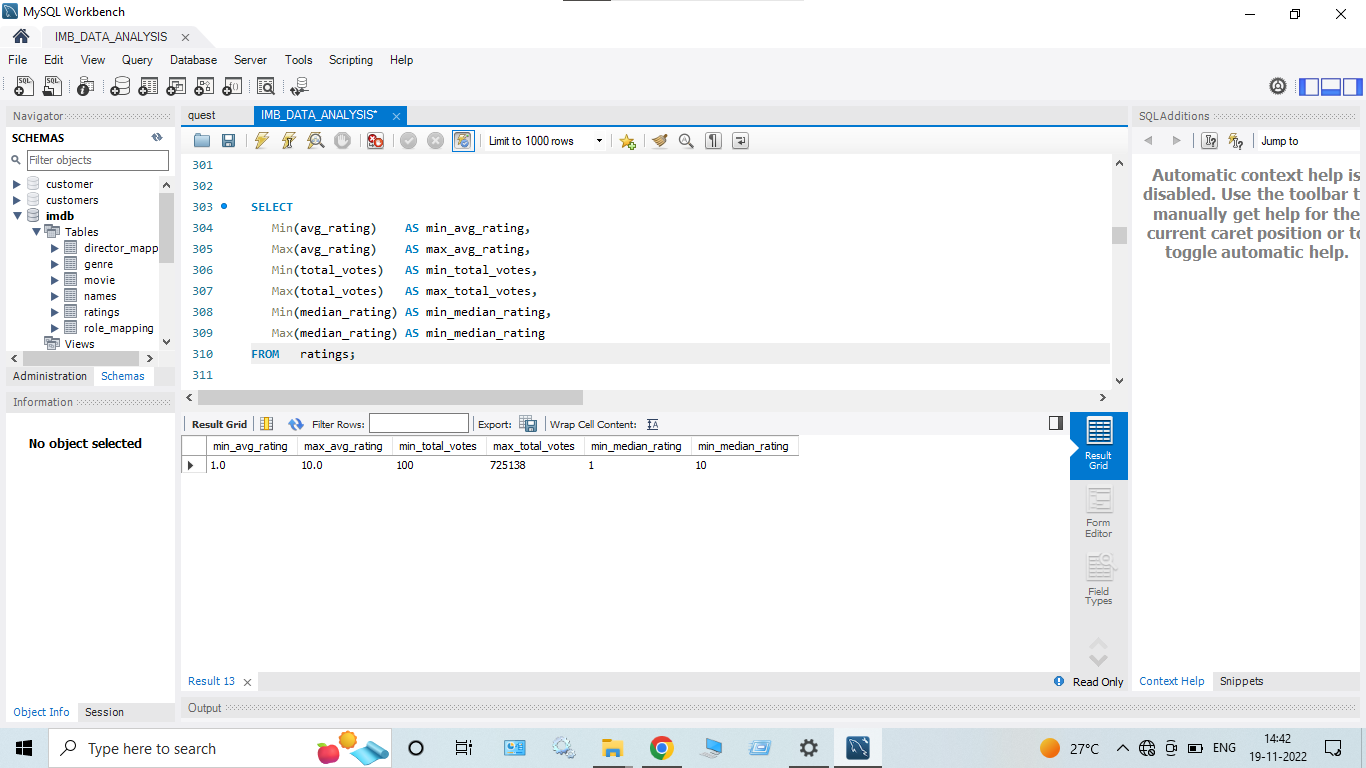 MySQL Workbench
IMB_DATA_ANALYSIS
File Edit View Query Database Server Tools Scripting Help
Navigator
SCHEMAS
Filter objects
customer
customers
imdb
Tables
director_mapp
genre
movie
names
ratings
role_mapping
Views
Administration Schemas
Information
No object selected
Object Info Session
quest IMB_DATA_ANALYSIS*
Limit to 1000 rows
301
302
303 SELECT
304 Min(avg_rating) AS min_avg_rating,
305 Max(avg_rating) AS max_avg_rating,
306 Min(total_votes) AS min_total_votes,
307 Max(total_votes) AS max_total_votes,
308 Min(median_rating) AS min_median_rating,
309 Max(median_rating) AS min_median_rating
310 FROM ratings;
311
Result Grid Filter Rows: Export: Wrap Cell Content:
min_avg_rating max_avg_rating min_total_votes max_total_votes min_median_rating min_median_rating
1.0 10.0 100 725138 1 10
Result
Grid
Form
Editor
Field
Types
Result 13
Read Only
Output
SQLAdditions
Jump to
Automatic context help is
disabled. Use the toolbar t
manually get help for the
current caret position or to
toggle automatic help.
Context Help Snippets
Type here to search
27°C
ENG
14:42
19-11-2022